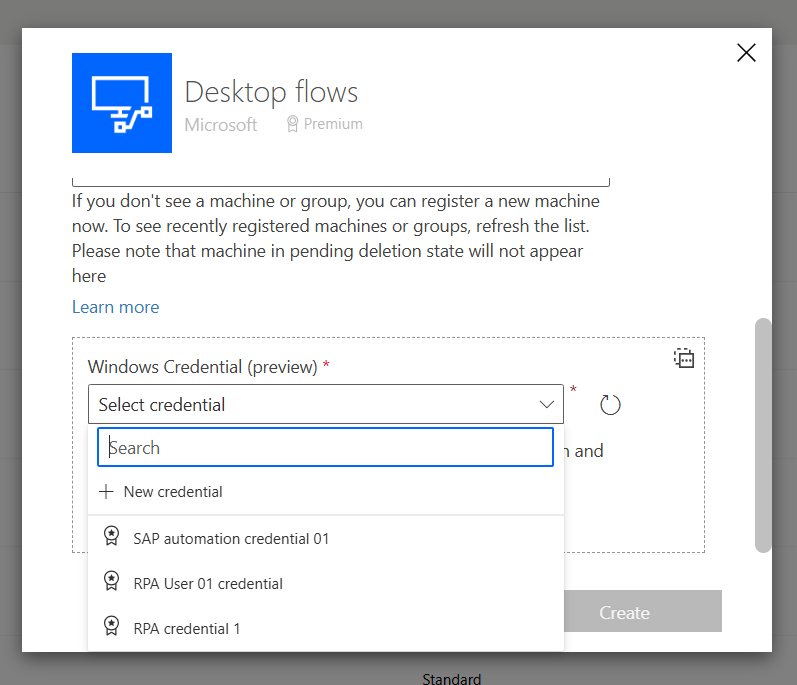 Desktop flows
Microsoft
Premium
If you don't see a machine or group, you can register a new machine
now. To see recently registered machines or groups, refresh the list.
Please note that machine in pending deletion state will not appear
here
Learn more
Windows Credential (preview) *
Select credential
*
Search
and
New credential
SAP automation credential 01
RPA User 01 credential
RPA credential 1
Create
Standard